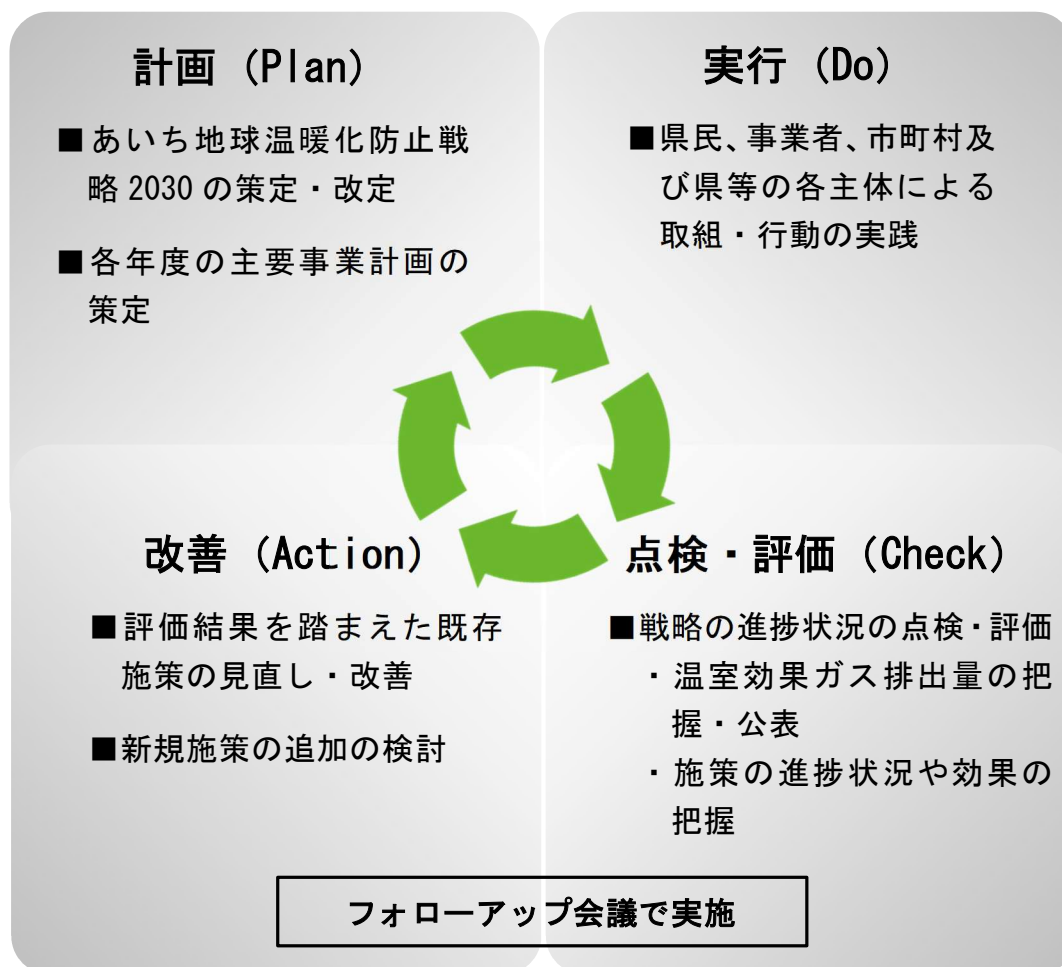 計画 (Plan)
■あいち地球温暖化防止戦
略 2030 の策定・改定
■各年度の主要事業計画の
策定
実行 (Do)
■県民、事業者、市町村及
び県等の各主体による
取組・行動の実践
改善 (Action)
■評価結果を踏まえた既存
施策の見直し・改善
■新規施策の追加の検討
点検・評価 (Check)
■戦略の進捗状況の点検・評価
・温室効果ガス排出量の把
握・公表
・施策の進捗状況や効果の
把握
フォローアップ会議で実施